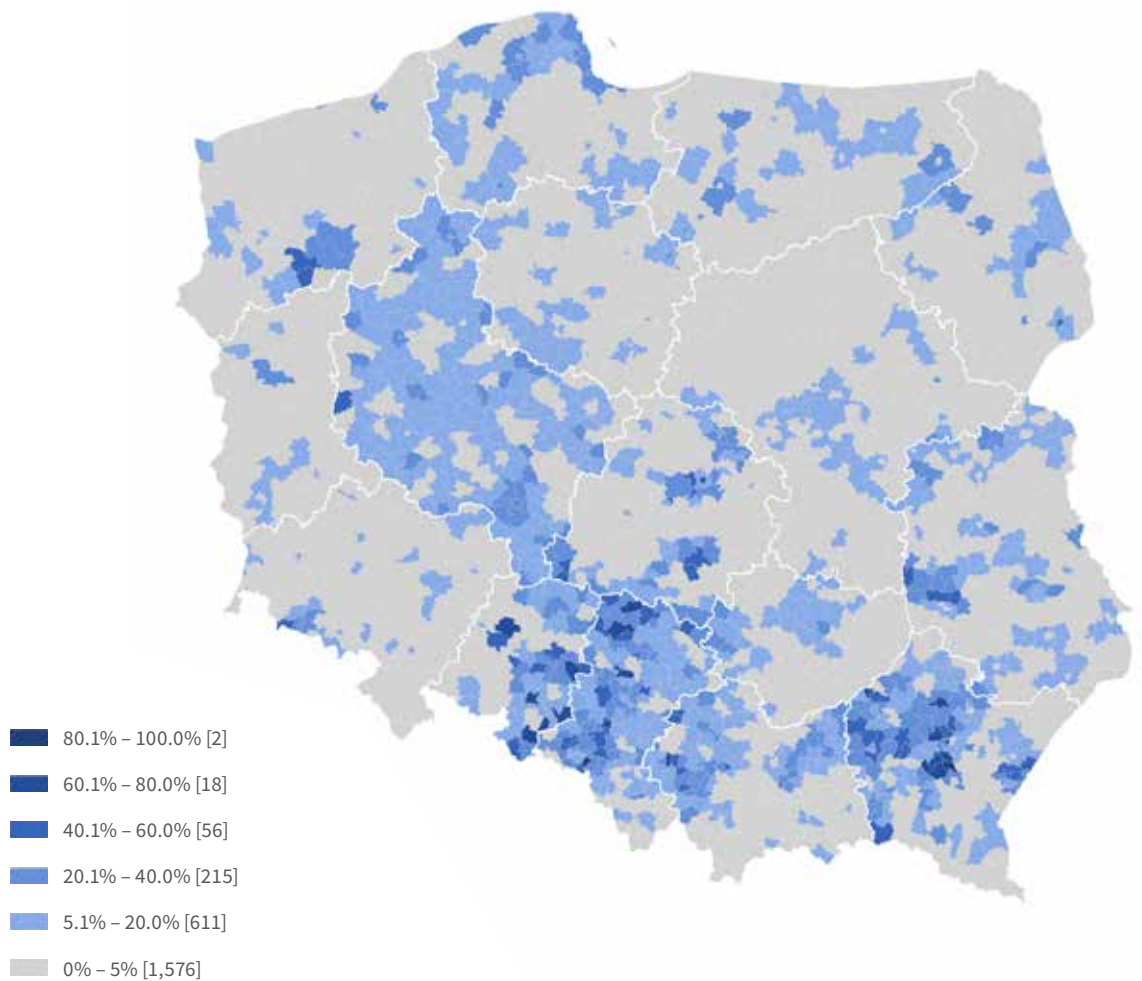 80.1% – 100.0% [2]
60.1% – 80.0% [18]
40.1% – 60.0% [56]
20.1% – 40.0% [215]
5.1% – 20.0% [611]
0% – 5% [1,576]